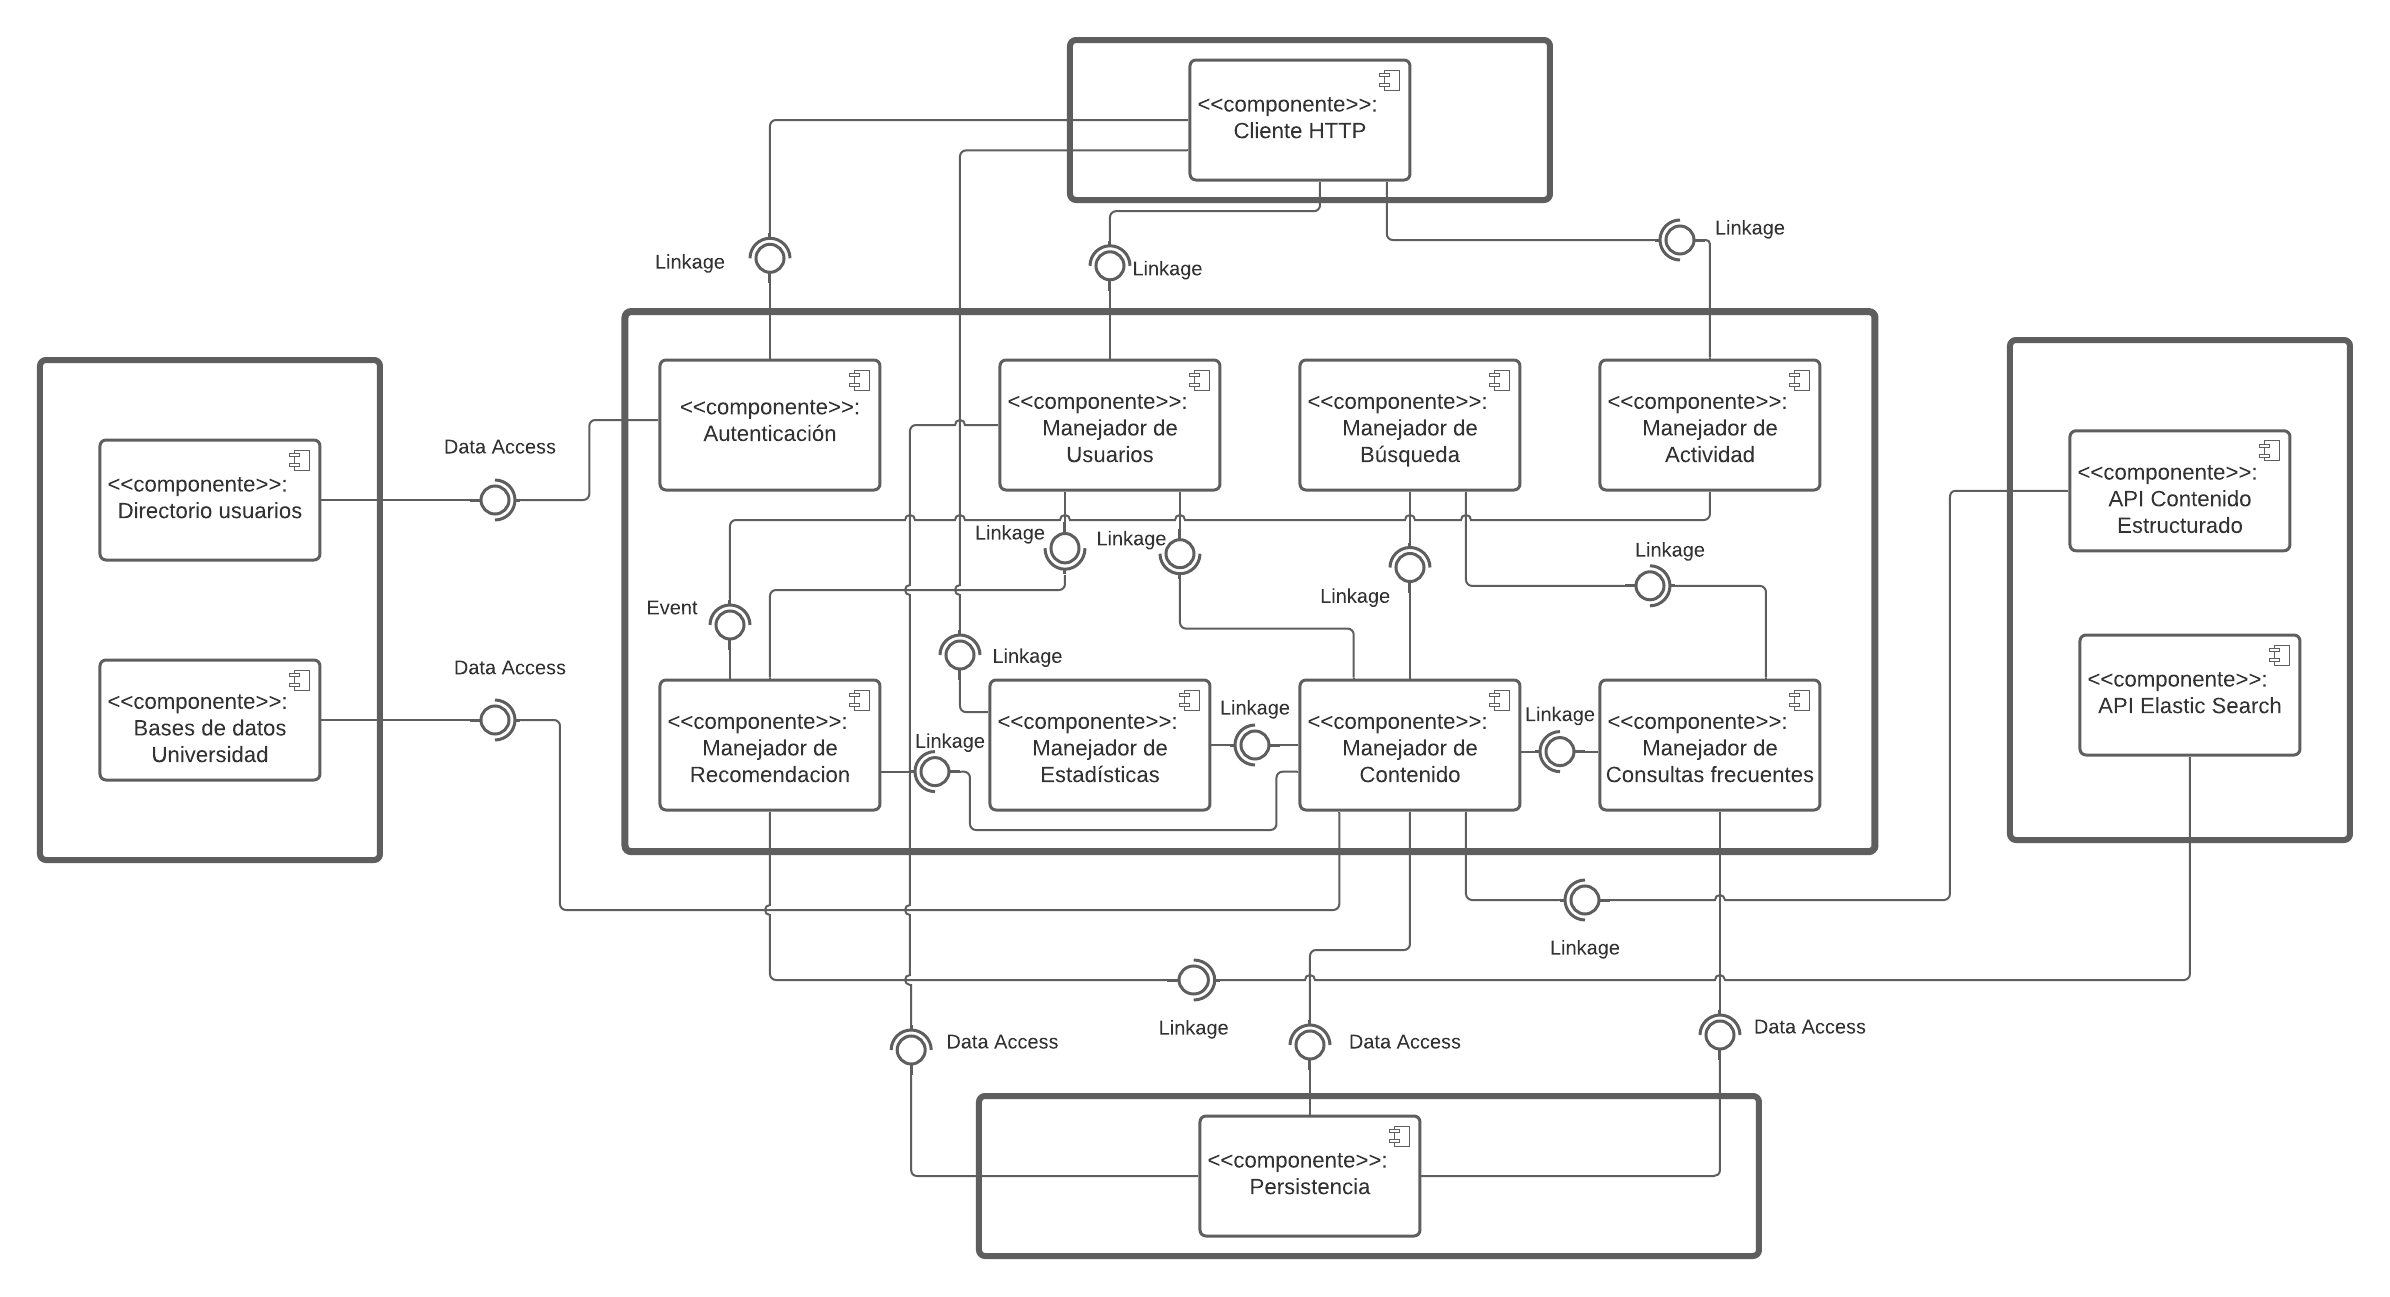 <<componente>>:
Cliente HTTP
Linkage
Linkage
Linkage
<<componente>>:
Autenticación
<<componente>>:
Manejador de
Usuarios
<<componente>>:
Manejador de
Búsqueda
<<componente>>:
Manejador de
Actividad
Data Access
<<componente>>:
Directorio usuarios
<<componente>>:
API Contenido
Estructurado
Linkage
Linkage
Linkage
Linkage
Event
Linkage
Data Access
<<componente>>:
Bases de datos
Universidad
<<componente>>:
API Elastic Search
<<componente>>:
Manejador de
Recomendacion
Linkage
<<componente>>:
Manejador de
Estadísticas
Linkage
<<componente>>:
Manejador de
Contenido
Linkage
<<componente>>:
Manejador de
Consultas frecuentes
Linkage
Linkage
Data Access
Data Access
Data Access
<<componente>>:
Persistencia